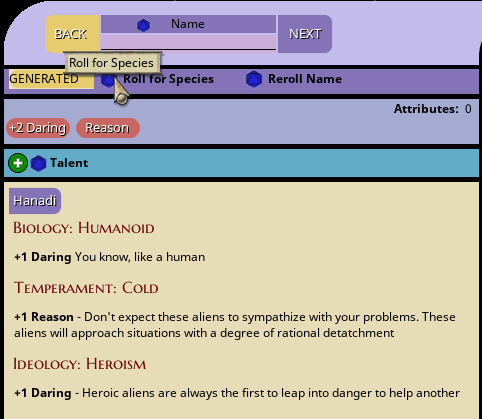 Name
BACK
NEXT
Roll for Species
GENERATED
Roll for Species
Reroll Name
Attributes: 0
+2 Daring
Reason
Talent
Hanadi
Biology: Humanoid
+1 Daring You know, like a human
Temperament: Cold
+1 Reason - Don't expect these aliens to sympathize with your problems. These
aliens will approach situations with a degree of rational detatchment
Ideology: Heroism
+1 Daring - Heroic aliens are always the first to leap into danger to help another